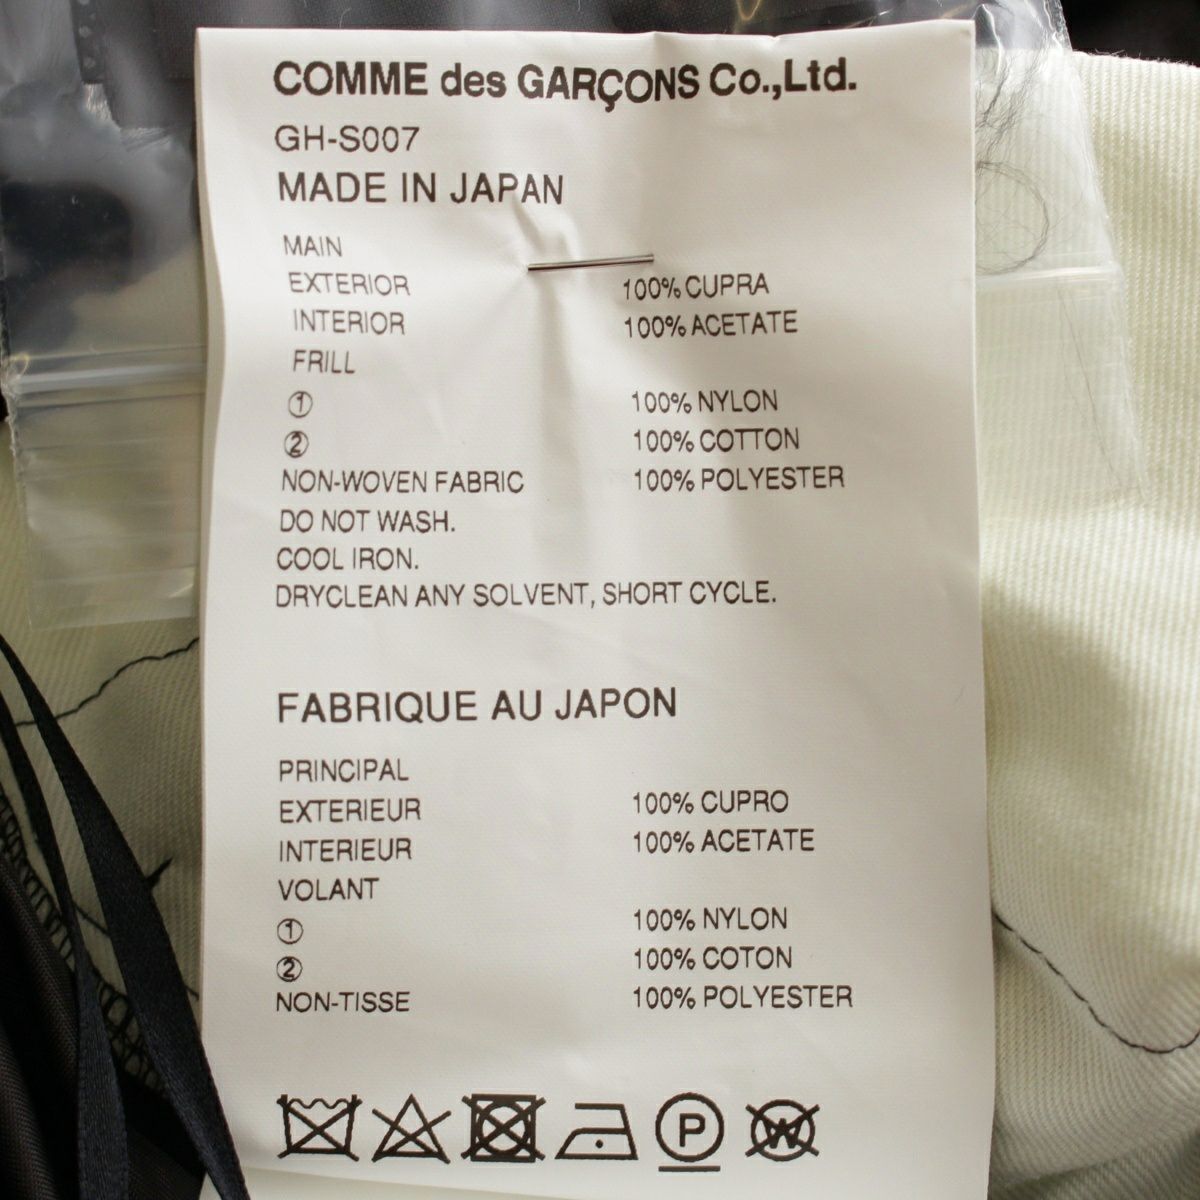 COMME des GARÇONS Co.,Ltd.
GH-S007
MADE IN JAPAN
MAIN
EXTERIOR 100% CUPRA
INTERIOR 100% ACETATE
FRILL
① 100% NYLON
② 100% COTTON
NON-WOVEN FABRIC 100% POLYESTER
DO NOT WASH.
COOL IRON.
DRYCLEAN ANY SOLVENT, SHORT CYCLE.
FABRIQUE AU JAPON
PRINCIPAL
EXTERIEUR 100% CUPRO
INTERIEUR 100% ACETATE
VOLANT
① 100% NYLON
② 100% COTON
NON-TISSE 100% POLYESTER
P W